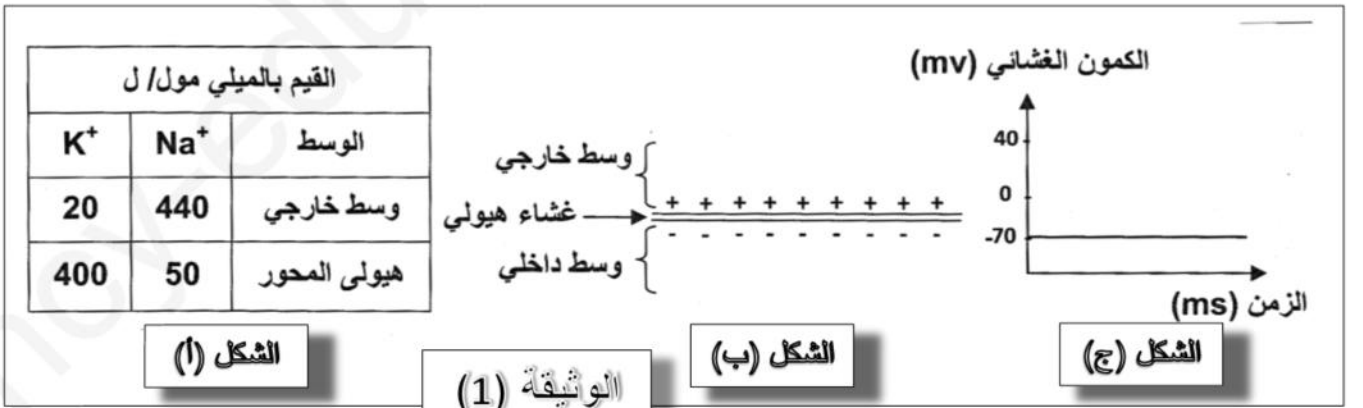 القيم بالميلي مول/ ل
الوسط Na⁺ K⁺
وسط خارجي 440 20
هيولى المحور 50 400
الشكل (أ)
وسط خارجي
+ + + + + + + + +
غشاء هيولي
- - - - - - - - -
وسط داخلي
الشكل (ب)
الكمون الغشائي (mv)
40
0
-70
الزمن (ms)
الشكل (ج)
الوثيقة (1)